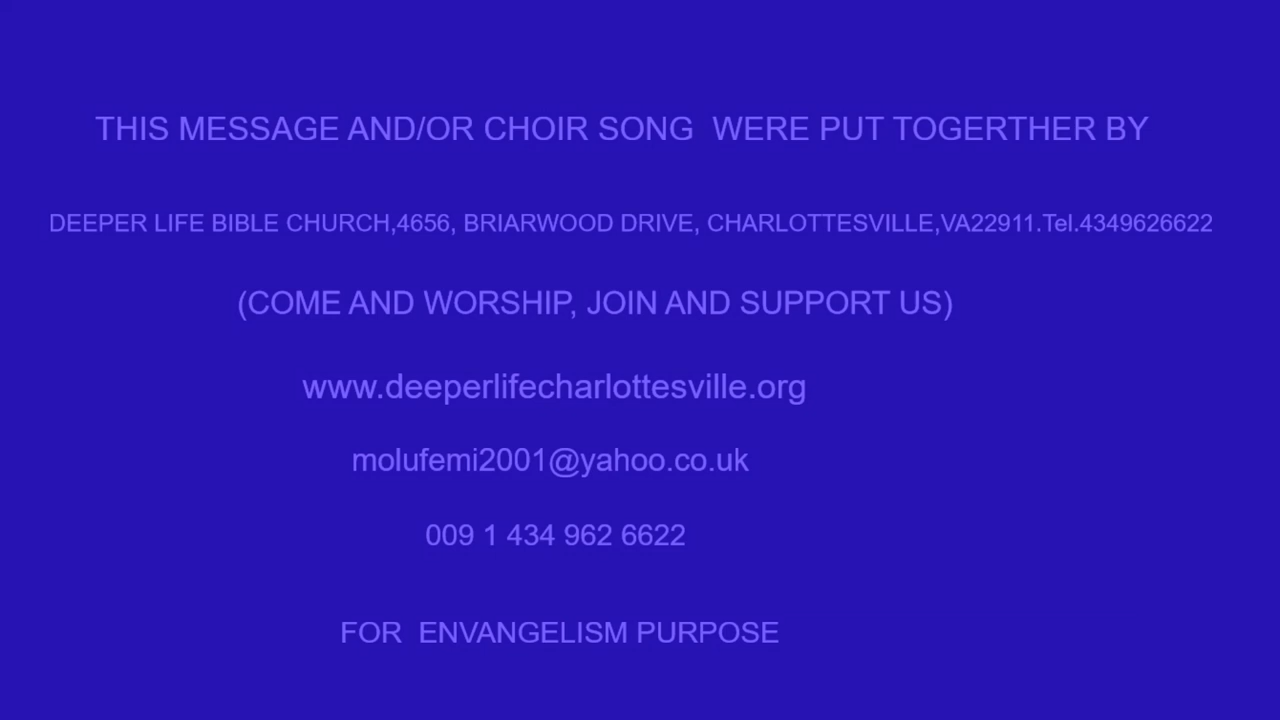 THIS MESSAGE AND/OR CHOIR SONG  WERE PUT TOGERTHER BY
DEEPER LIFE BIBLE CHURCH,4656, BRIARWOOD DRIVE, CHARLOTTESVILLE,VA22911.Tel.4349626622
(COME AND WORSHIP, JOIN AND SUPPORT US)
www.deeperlifecharlottesville.org
molufemi2001@yahoo.co.uk
009 1 434 962 6622
FOR  ENVANGELISM PURPOSE